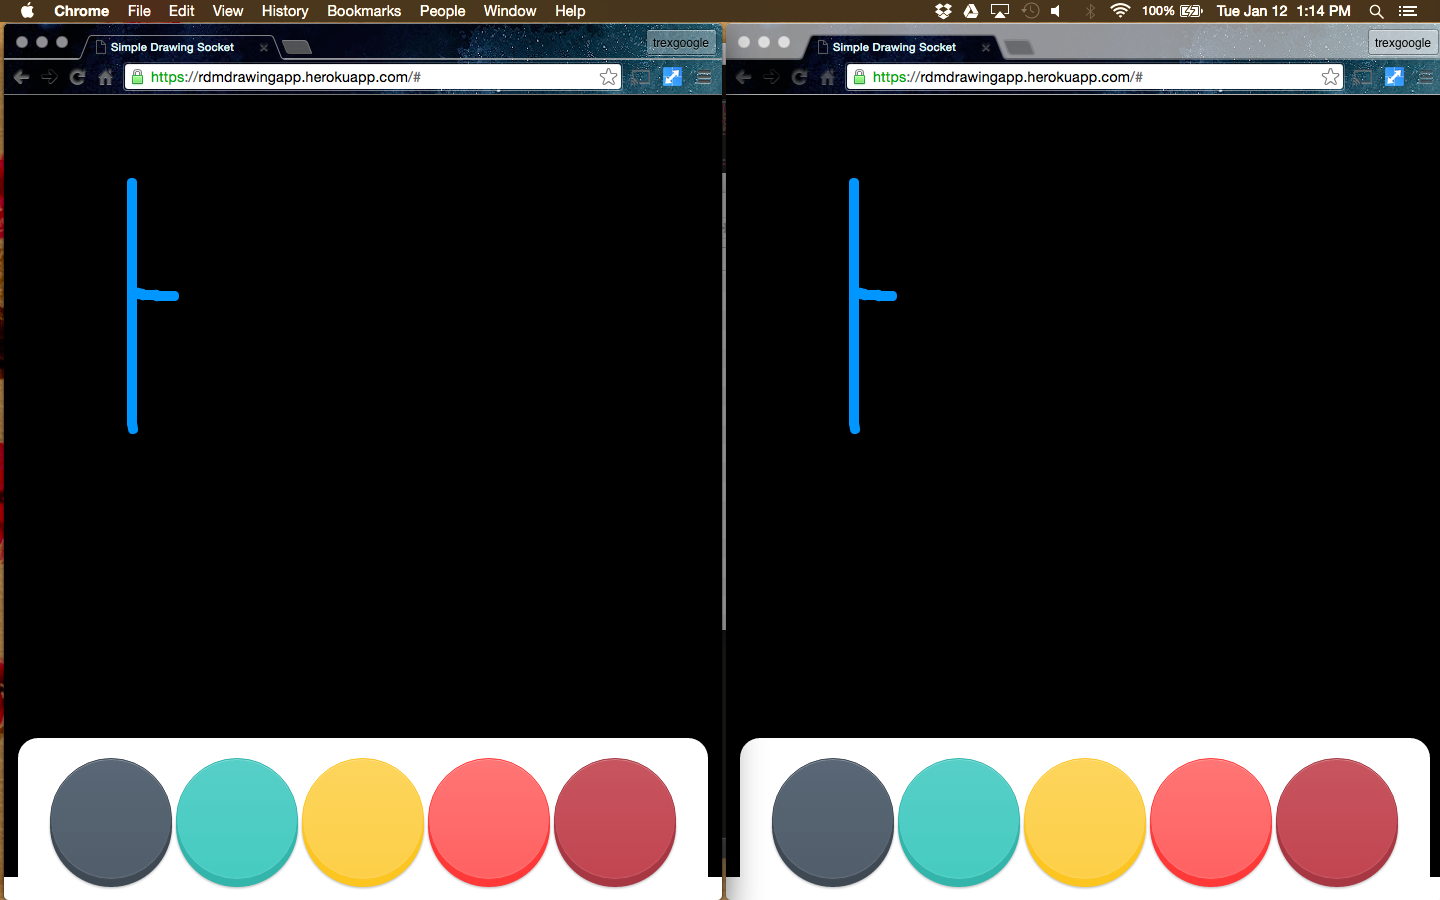 Chrome File Edit View History Bookmarks People Window Help 100% Tue Jan 12 1:14 PM
Simple Drawing Socket trexgoogle
https://rdmdrawingapp.herokuapp.com/#
Simple Drawing Socket trexgoogle
https://rdmdrawingapp.herokuapp.com/#